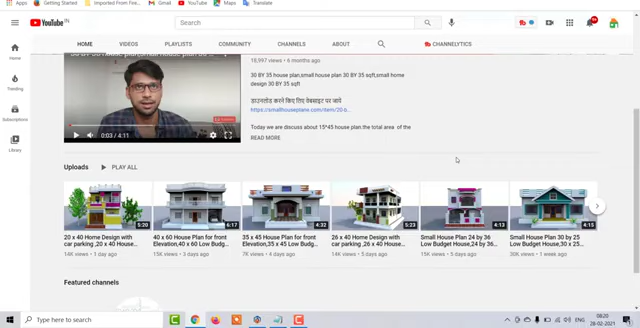 Apps
Getting Started
Imported From Fire...
Gmail
YouTube
Maps
Translate
YouTube IN
Search
HOME
VIDEOS
PLAYLISTS
COMMUNITY
CHANNELS
ABOUT
CHANNELYTICS
Home
Trending
Subscriptions
Library
0:03 / 4:11
18,997 views • 6 months ago
30 BY 35 house plan,small house plan 30 BY 35 sqft,small home
design 30 BY 35 sqft
डाउनलोड करने किए लिए वेबसाइट पर जाये
https://smallhouseplane.com/item/20-b...
Today we are discuss about 15*45 house plan.the total area of the
READ MORE
Uploads
PLAY ALL
5:20
6:17
4:32
5:23
4:13
4:15
20 x 40 Home Design with
car parking ,20 x 40 House...
14K views • 1 day ago
40 x 60 House Plan for front
Elevation,40 x 60 Low Budg...
15K views • 3 days ago
35 x 45 House Plan for front
Elevation,35 x 45 Low Budg...
7K views • 4 days ago
26 x 40 Home Design with
car parking ,26 x 40 House...
14K views • 5 days ago
Small House Plan 24 by 36
Low Budget House,24 by 36...
15K views • 5 days ago
Small House Plan 30 by 25
Low Budget House,30 x 25...
30K views • 1 week ago
Featured channels
Type here to search
ENG
08:20
28-02-2021